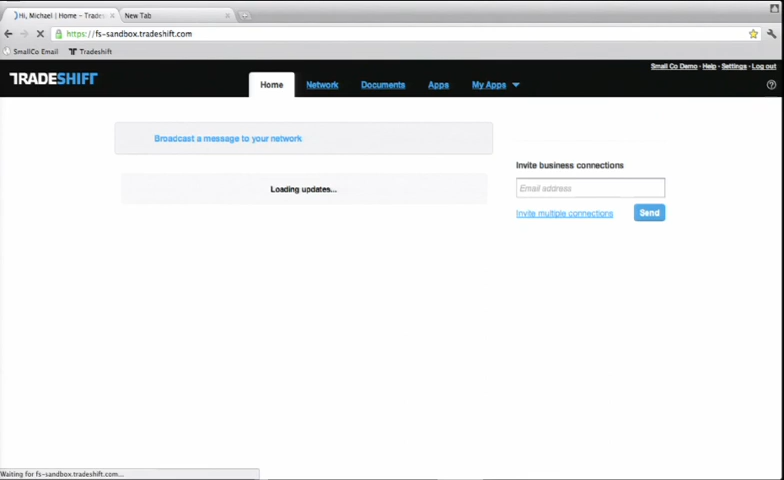 Hi, Michael | Home - Trades
New Tab
https://fs-sandbox.tradeshift.com
SmallCo Email
Tradeshift
Small Co Demo · Help · Settings · Log out
TRADESHIFT
Home
Network
Documents
Apps
My Apps
Broadcast a message to your network
Loading updates...
Invite business connections
Email address
Invite multiple connections
Send
Waiting for fs-sandbox.tradeshift.com...